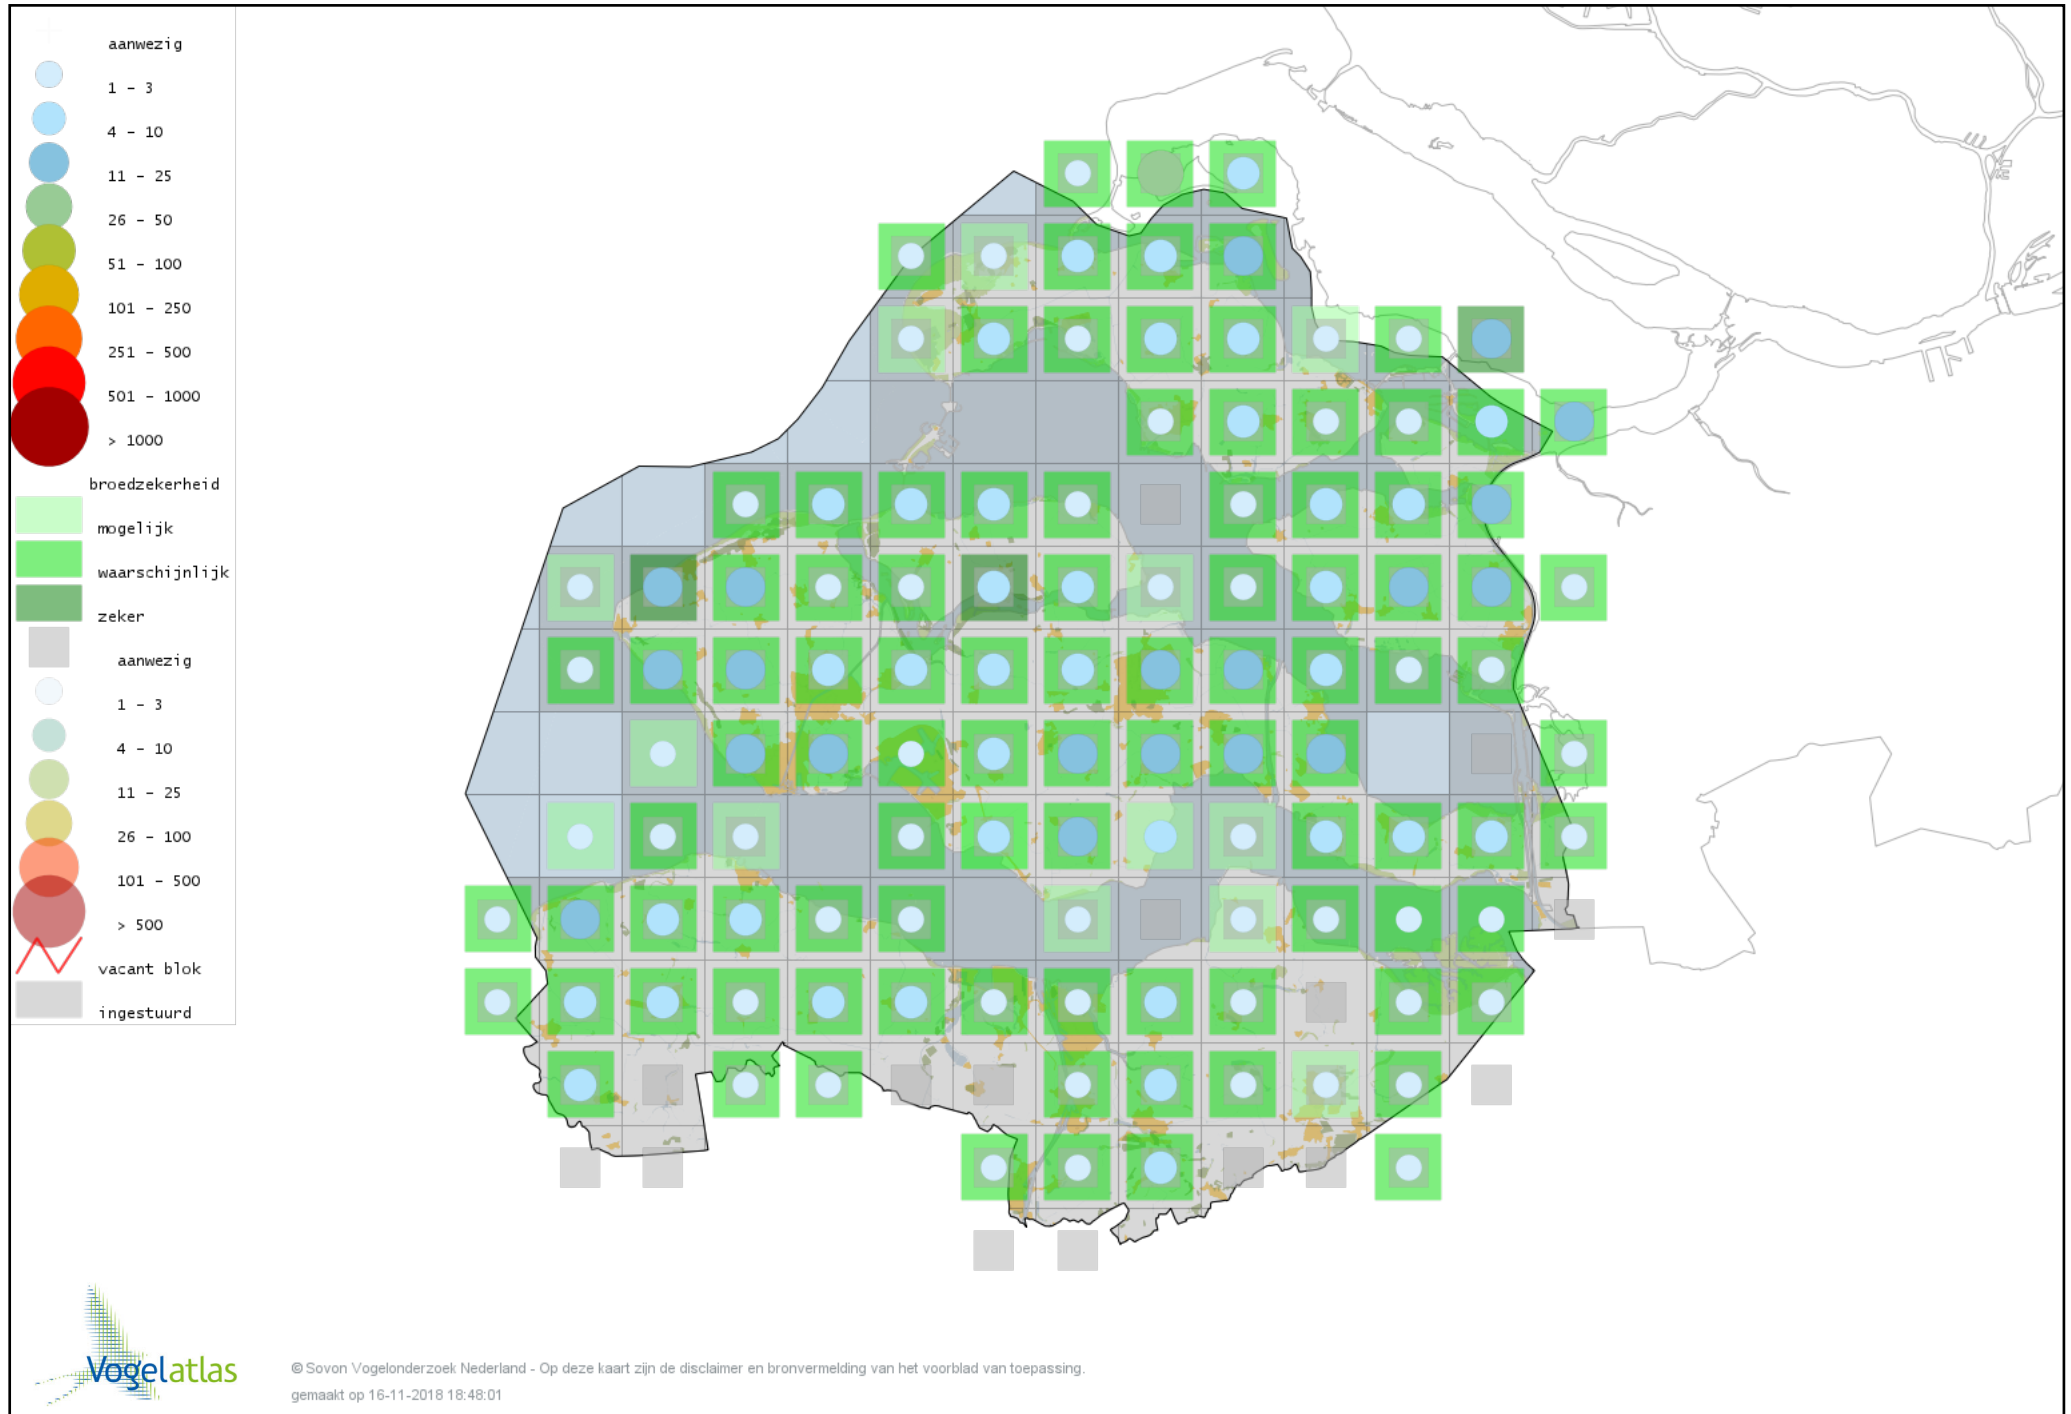 aanwezig
1 - 3
4 - 10
11 - 25
26 - 50
51 - 100
101 - 250
251 - 500
501 - 1000
> 1000
broedzekerheid
mogelijk
waarschijnlijk
zeker
aanwezig
1 - 3
4 - 10
11 - 25
26 - 100
101 - 500
> 500
vacant blok
ingestuurd
Vogelatlas
© Sovon Vogelonderzoek Nederland - Op deze kaart zijn de disclaimer en bronvermelding van het voorblad van toepassing.
gemaakt op 16-11-2018 18:48:01